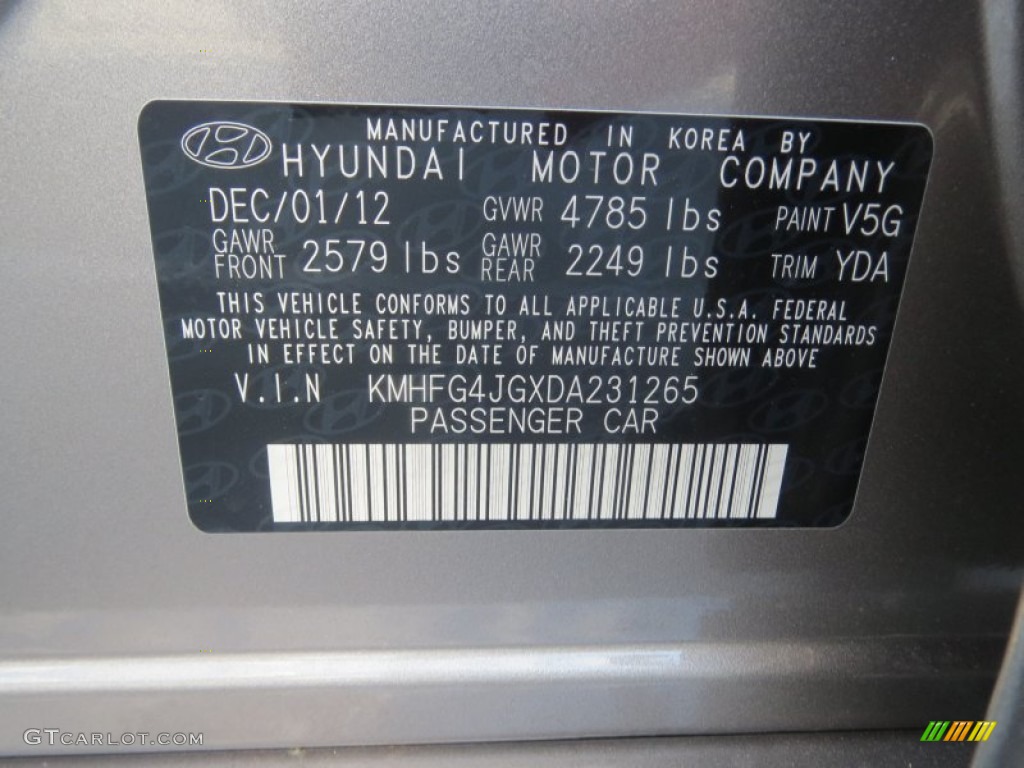 MANUFACTURED IN KOREA BY
HYUNDAI MOTOR COMPANY
DEC/01/12 GVWR 4785 lbs PAINT V5G
GAWR FRONT 2579 lbs GAWR REAR 2249 lbs TRIM YDA
THIS VEHICLE CONFORMS TO ALL APPLICABLE U.S.A. FEDERAL
MOTOR VEHICLE SAFETY, BUMPER, AND THEFT PREVENTION STANDARDS
IN EFFECT ON THE DATE OF MANUFACTURE SHOWN ABOVE
V.I.N KMHFG4JGXDA231265
PASSENGER CAR
GTCARLOT.COM